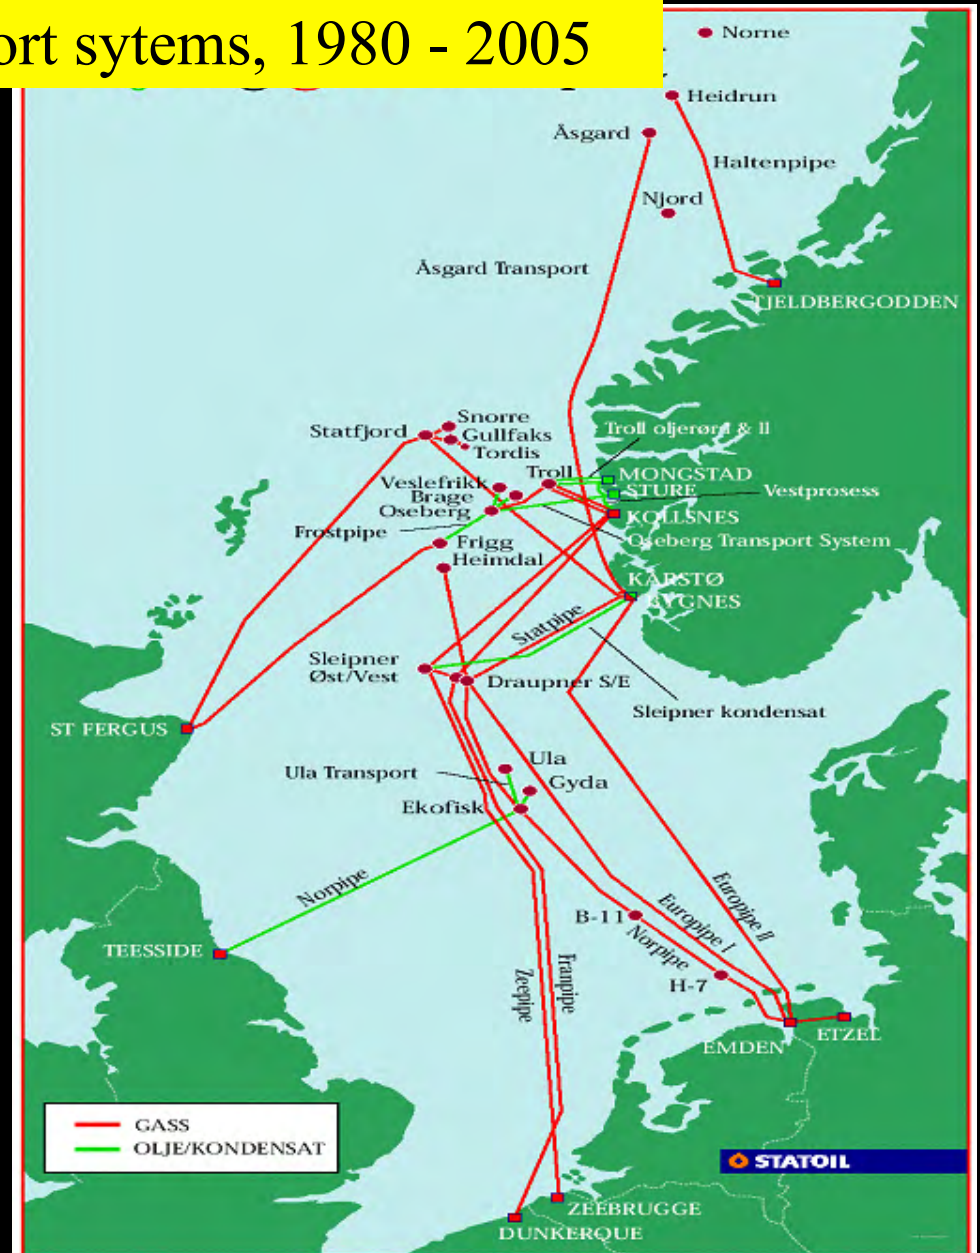 ort sytems, 1980 - 2005
Norne
Heidrun
Åsgard
Haltenpipe
Njord
Åsgard Transport
TJELDBERGODDEN
Snorre
Statfjord
Gullfaks
Tordis
Troll oljerørd & II
Troll
MONGSTAD
Veslefrikk
STURE
Vestprosess
Brage
Oseberg
KOLLSNES
Frostpipe
Oseberg Transport System
Frigg
Heimdal
KÅRSTØ
BYGNES
Statpipe
Sleipner
Øst/Vest
Draupner S/E
Sleipner kondensat
ST FERGUS
Ula
Ula Transport
Gyda
Ekofisk
Norpipe
Europipe II
Europipe I
B-11
Norpipe
TEESSIDE
Zeepipe
Franpipe
H-7
EMDEN
ETZEL
GASS
OLJE/KONDENSAT
STATOIL
ZEEBRUGGE
DUNKERQUE